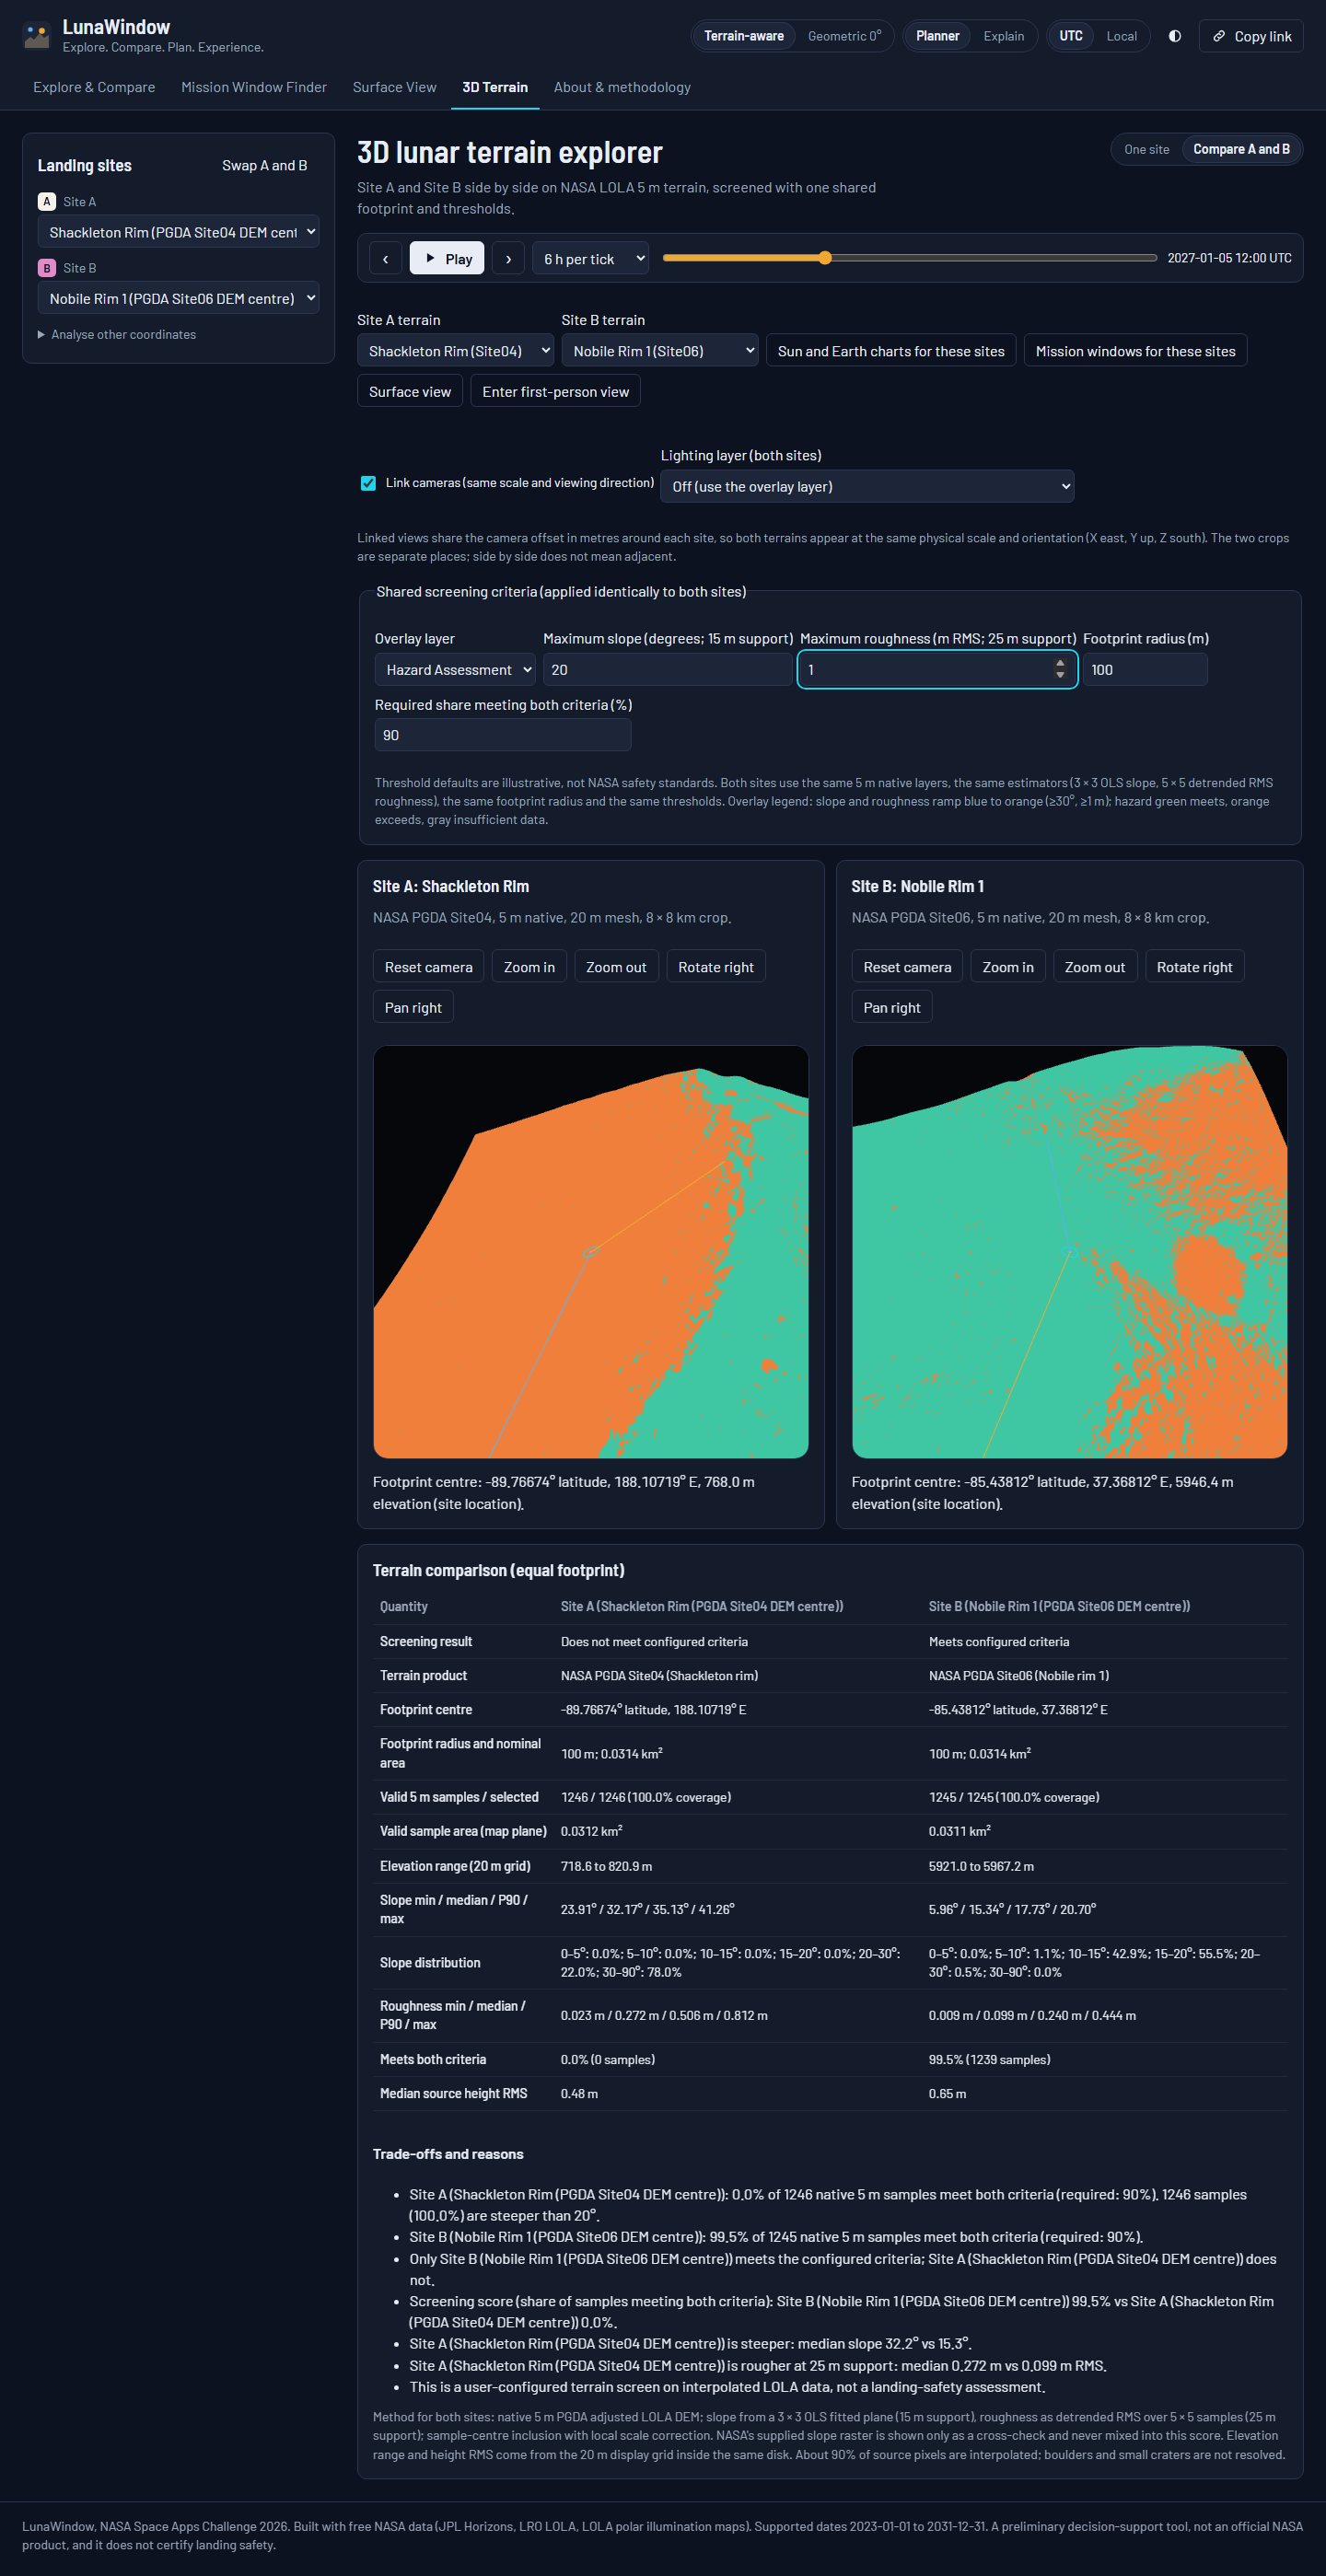 LunaWindow
Explore. Compare. Plan. Experience.
Terrain-aware Geometric 0° Planner Explain UTC Local Copy link
Explore & Compare Mission Window Finder Surface View 3D Terrain About & methodology
Landing sites Swap A and B
A Site A
Shackleton Rim (PGDA Site04 DEM cent
B Site B
Nobile Rim 1 (PGDA Site06 DEM centre)
Analyse other coordinates
3D lunar terrain explorer
One site Compare A and B
Site A and Site B side by side on NASA LOLA 5 m terrain, screened with one shared
footprint and thresholds.
‹ Play › 6 h per tick 2027-01-05 12:00 UTC
Site A terrain Site B terrain
Shackleton Rim (Site04) Nobile Rim 1 (Site06) Sun and Earth charts for these sites Mission windows for these sites
Surface view Enter first-person view
Lighting layer (both sites)
Link cameras (same scale and viewing direction) Off (use the overlay layer)
Linked views share the camera offset in metres around each site, so both terrains appear at the same physical scale and orientation (X east, Y up, Z south). The two crops
are separate places; side by side does not mean adjacent.
Shared screening criteria (applied identically to both sites)
Overlay layer Maximum slope (degrees; 15 m support) Maximum roughness (m RMS; 25 m support) Footprint radius (m)
Hazard Assessment 20 1 100
Required share meeting both criteria (%)
90
Threshold defaults are illustrative, not NASA safety standards. Both sites use the same 5 m native layers, the same estimators (3 × 3 OLS slope, 5 × 5 detrended RMS
roughness), the same footprint radius and the same thresholds. Overlay legend: slope and roughness ramp blue to orange (≥30°, ≥1 m); hazard green meets, orange
exceeds, gray insufficient data.
Site A: Shackleton Rim
NASA PGDA Site04, 5 m native, 20 m mesh, 8 × 8 km crop.
Reset camera Zoom in Zoom out Rotate right
Pan right
Footprint centre: -89.76674° latitude, 188.10719° E, 768.0 m
elevation (site location).
Site B: Nobile Rim 1
NASA PGDA Site06, 5 m native, 20 m mesh, 8 × 8 km crop.
Reset camera Zoom in Zoom out Rotate right
Pan right
Footprint centre: -85.43812° latitude, 37.36812° E, 5946.4 m
elevation (site location).
Terrain comparison (equal footprint)
Quantity Site A (Shackleton Rim (PGDA Site04 DEM centre)) Site B (Nobile Rim 1 (PGDA Site06 DEM centre))
Screening result Does not meet configured criteria Meets configured criteria
Terrain product NASA PGDA Site04 (Shackleton rim) NASA PGDA Site06 (Nobile rim 1)
Footprint centre -89.76674° latitude, 188.10719° E -85.43812° latitude, 37.36812° E
Footprint radius and nominal
area 100 m; 0.0314 km² 100 m; 0.0314 km²
Valid 5 m samples / selected 1246 / 1246 (100.0% coverage) 1245 / 1245 (100.0% coverage)
Valid sample area (map plane) 0.0312 km² 0.0311 km²
Elevation range (20 m grid) 718.6 to 820.9 m 5921.0 to 5967.2 m
Slope min / median / P90 /
max 23.91° / 32.17° / 35.13° / 41.26° 5.96° / 15.34° / 17.73° / 20.70°
Slope distribution 0–5°: 0.0%; 5–10°: 0.0%; 10–15°: 0.0%; 15–20°: 0.0%; 20–30°: 0–5°: 0.0%; 5–10°: 1.1%; 10–15°: 42.9%; 15–20°: 55.5%; 20–
22.0%; 30–90°: 78.0% 30°: 0.5%; 30–90°: 0.0%
Roughness min / median /
P90 / max 0.023 m / 0.272 m / 0.506 m / 0.812 m 0.009 m / 0.099 m / 0.240 m / 0.444 m
Meets both criteria 0.0% (0 samples) 99.5% (1239 samples)
Median source height RMS 0.48 m 0.65 m
Trade-offs and reasons
• Site A (Shackleton Rim (PGDA Site04 DEM centre)): 0.0% of 1246 native 5 m samples meet both criteria (required: 90%). 1246 samples
(100.0%) are steeper than 20°.
• Site B (Nobile Rim 1 (PGDA Site06 DEM centre)): 99.5% of 1245 native 5 m samples meet both criteria (required: 90%).
• Only Site B (Nobile Rim 1 (PGDA Site06 DEM centre)) meets the configured criteria; Site A (Shackleton Rim (PGDA Site04 DEM centre)) does
not.
• Screening score (share of samples meeting both criteria): Site B (Nobile Rim 1 (PGDA Site06 DEM centre)) 99.5% vs Site A (Shackleton Rim
(PGDA Site04 DEM centre)) 0.0%.
• Site A (Shackleton Rim (PGDA Site04 DEM centre)) is steeper: median slope 32.2° vs 15.3°.
• Site A (Shackleton Rim (PGDA Site04 DEM centre)) is rougher at 25 m support: median 0.272 m vs 0.099 m RMS.
• This is a user-configured terrain screen on interpolated LOLA data, not a landing-safety assessment.
Method for both sites: native 5 m PGDA adjusted LOLA DEM; slope from a 3 × 3 OLS fitted plane (15 m support), roughness as detrended RMS over 5 × 5 samples (25 m
support); sample-centre inclusion with local scale correction. NASA's supplied slope raster is shown only as a cross-check and never mixed into this score. Elevation
range and height RMS come from the 20 m display grid inside the same disk. About 90% of source pixels are interpolated; boulders and small craters are not resolved.
LunaWindow, NASA Space Apps Challenge 2026. Built with free NASA data (JPL Horizons, LRO LOLA, LOLA polar illumination maps). Supported dates 2023-01-01 to 2031-12-31. A preliminary decision-support tool, not an official NASA
product, and it does not certify landing safety.